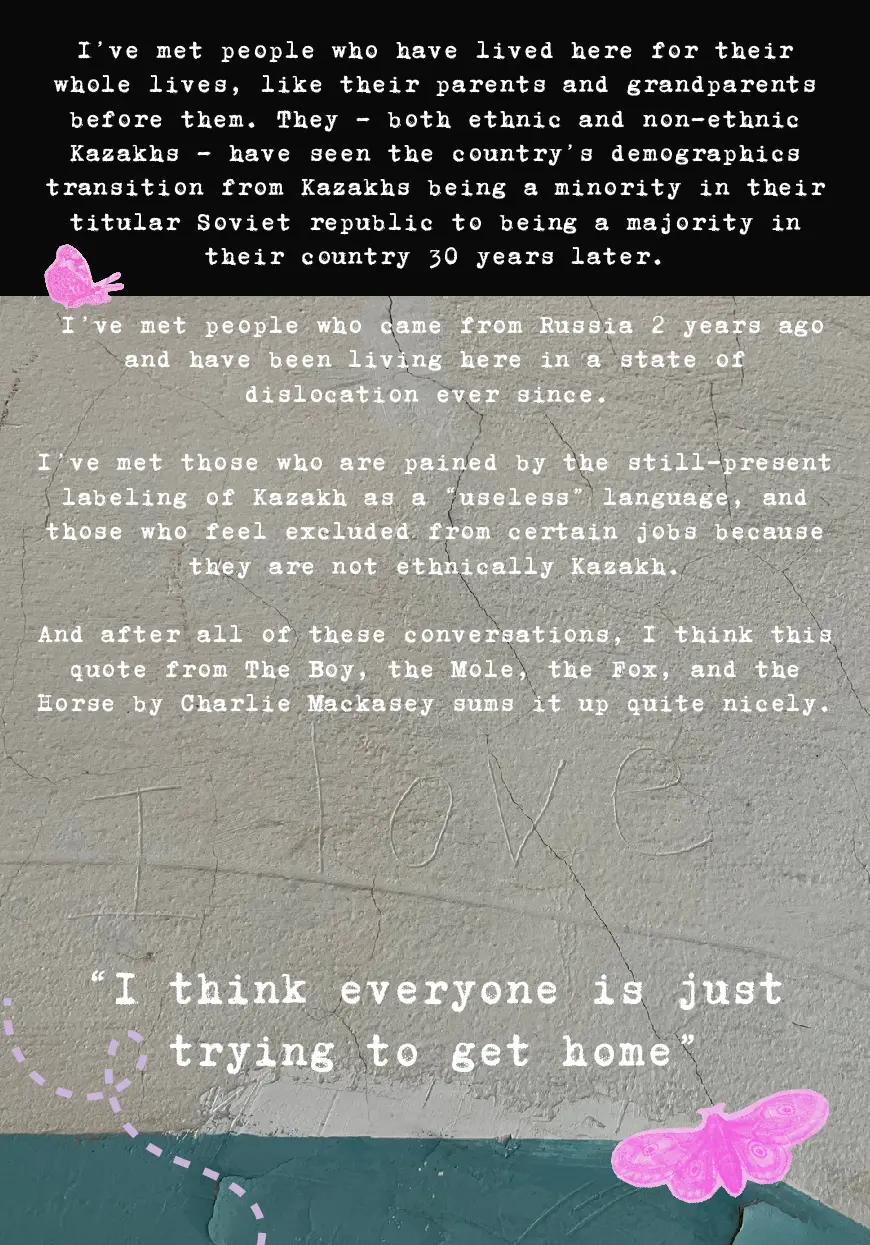 I've met people who have lived here for their
whole lives, like their parents and grandparents
before them. They - both ethnic and non-ethnic
Kazakhs - have seen the country's demographics
transition from Kazakhs being a minority in their
titular Soviet republic to being a majority in
their country 30 years later.
I've met people who came from Russia 2 years ago
and have been living here in a state of
dislocation ever since.
I've met those who are pained by the still-present
labeling of Kazakh as a “useless” language, and
those who feel excluded from certain jobs because
they are not ethnically Kazakh.
And after all of these conversations, I think this
quote from The Boy, the Mole, the Fox, and the
Horse by Charlie Mackasey sums it up quite nicely.
I love
“I think everyone is just
trying to get home”